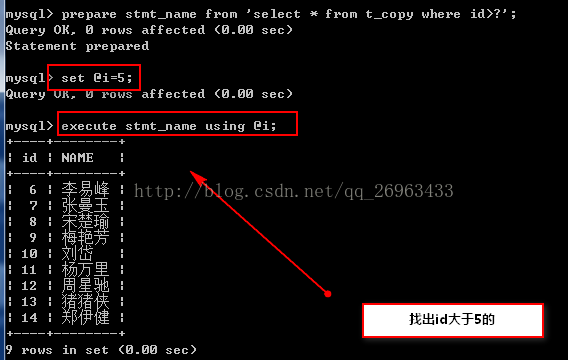 mysql> prepare stmt_name from 'select * from t_copy where id>?';
Query OK, 0 rows affected (0.00 sec)
Statement prepared
mysql> set @i=5;
Query OK, 0 rows affected (0.00 sec)
mysql> execute stmt_name using @i;
+----+--------+
| id | NAME   |
+----+--------+
|  6 | 李易峰 |
http://blog.csdn.net/qq_26963433
|  7 | 张曼玉 |
|  8 | 宋楚瑜 |
|  9 | 梅艳芳 |
| 10 | 刘岱   |
| 11 | 杨万里 |
| 12 | 周星驰 |
| 13 | 猪猪侠 |
| 14 | 郑伊健 |
+----+--------+
找出id大于5的
9 rows in set (0.00 sec)